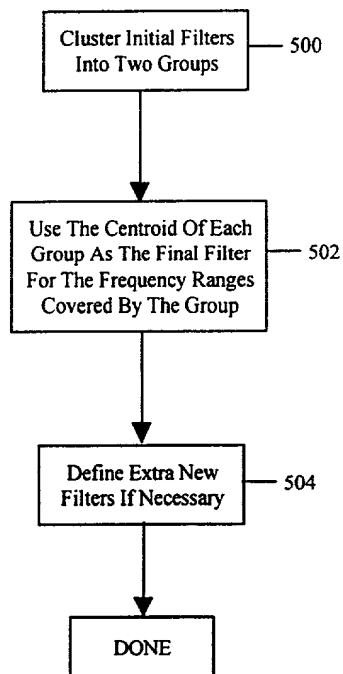 Cluster Initial Filters
Into Two Groups
500
Use The Centroid Of Each
Group As The Final Filter
For The Frequency Ranges
Covered By The Group
502
Define Extra New
Filters If Necessary
504
DONE